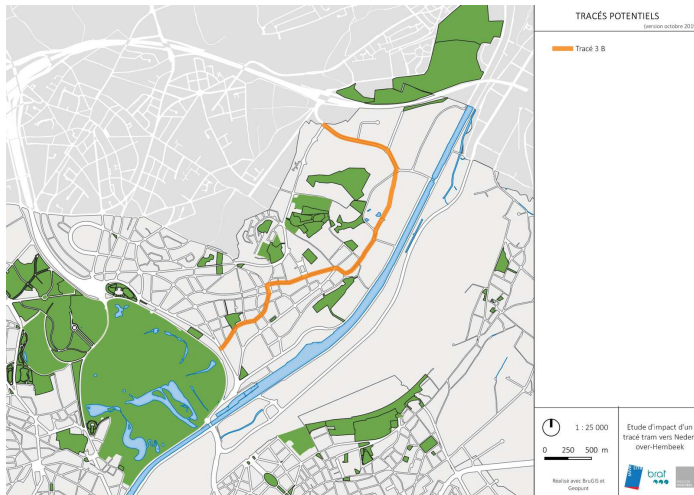 TRACÉS POTENTIELS
(version octobre 201
Tracé 3 B
1 : 25 000
0 250 500 m
Réalisé avec BruGIS et
Geopunt
Etude d'impact d'un
tracé tram vers Neder
over-Hembeek
bral